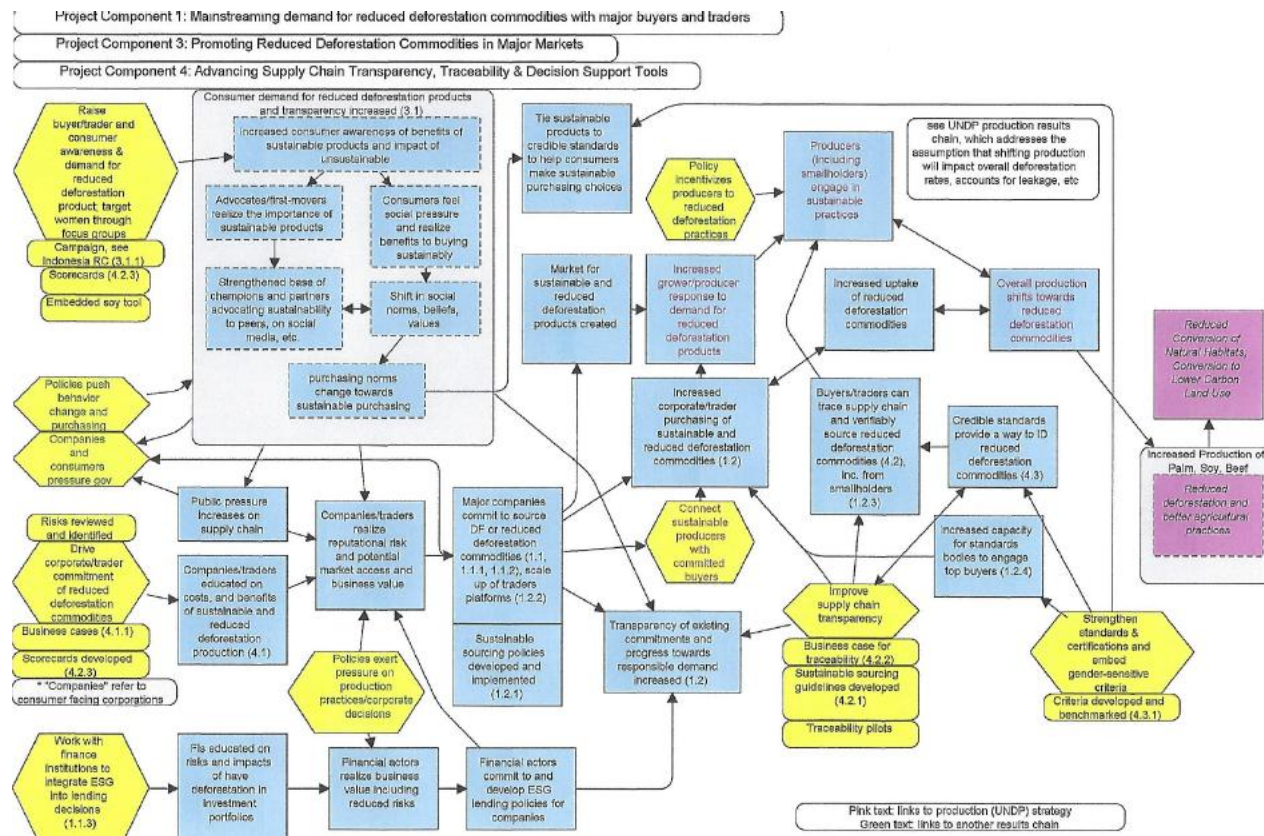 Project Component 1: Mainstreaming demand for reduced deforestation commodities with major buyers and traders
Project Component 3: Promoting Reduced Deforestation Commodities in Major Markets
Project Component 4: Advancing Supply Chain Transparency, Traceability & Decision Support Tools
Raise
buyer/trader and
consumer
awareness &
demand for
reduced
deforestation
product; target
women through
focus groups
Campaign, see
Indonesia RC (3.1.1)
Scorecards (4.2.3)
Embedded soy tool
Consumer demand for reduced deforestation products
and transparency increased (3.1)
Increased consumer awareness of benefits of
sustainable products and impact of
unsustainable
Advocates/first-movers
realize the importance of
sustainable products
Consumers feel
social pressure
and realize
benefits to buying
sustainably
Strengthened base of
champions and partners
advocating sustainability
to peers, on social
media, etc.
Shift in social
norms, beliefs,
values
purchasing norms
change towards
sustainable purchasing
Tie sustainable
products to
credible standards
to help consumers
make sustainable
purchasing choices
Policy
incentivizes
producers to
reduced
deforestation
practices
Producers
(including
smallholders)
engage in
sustainable
practices
see UNDP production results
chain, which addresses the
assumption that shifting production
will impact overall deforestation
rates, accounts for leakage, etc
Market for
sustainable and
reduced
deforestation
products created
Increased
grower/producer
response to
demand for
reduced
deforestation
products
Increased uptake
of reduced
deforestation
commodities
Overall production
shifts towards
reduced
deforestation
commodities
Reduced
Conversion of
Natural Habitats;
Conversion to
Lower Carbon
Land Use
Policies push
behavior
change and
purchasing
Companies
and
consumers
pressure gov
Increased
corporate/trader
purchasing of
sustainable and
reduced
deforestation
commodities (1.2)
Buyers/traders can
trace supply chain
and verifiably
source reduced
deforestation
commodities (4.2),
inc. from
smallholders
(1.2.3)
Credible standards
provide a way to ID
reduced
deforestation
commodities (4.3)
Increased Production of
Palm, Soy, Beef
Reduced
deforestation and
better agricultural
practices
Public pressure
Increases on
supply chain
Companies/traders
realize
reputational risk
and potential
market access and
business value
Major companies
commit to source
DF or reduced
deforestation
commodities (1.1,
1.1.1, 1.1.2), scale
up of traders
platforms (1.2.2)
Connect
sustainable
producers with
committed
buyers
Increased capacity
for standards
bodies to engage
top buyers (1.2.4)
Risks reviewed
and identified
Drive
corporate/trader
commitment
of reduced
deforestation
commodities
Business cases (4.1.1)
Scorecards developed
(4.2.3)
* "Companies" refer to
consumer facing corporations
Companies/traders
educated on
costs, and benefits
of sustainable and
reduced
deforestation
production (4.1)
Policies exert
pressure on
production
practices/corporate
decisions
Sustainable
sourcing policies
developed and
implemented
(1.2.1)
Transparency of existing
commitments and
progress towards
responsible demand
increased (1.2)
Improve
supply chain
transparency
Business case for
traceability (4.2.2)
Sustainable sourcing
guidelines developed
(4.2.1)
Traceability pilots
Strengthen
standards &
certifications and
embed
gender-sensitive
criteria
Criteria developed and
benchmarked (4.3.1)
Work with
finance
institutions to
integrate ESG
into lending
decisions
(1.1.3)
FIs educated on
risks and impacts
of have
deforestation in
investment
portfolios
Financial actors
realize business
value including
reduced risks
Financial actors
commit to and
develop ESG
lending policies for
companies
Pink text: links to production (UNDP) strategy
Green text: links to another results chain